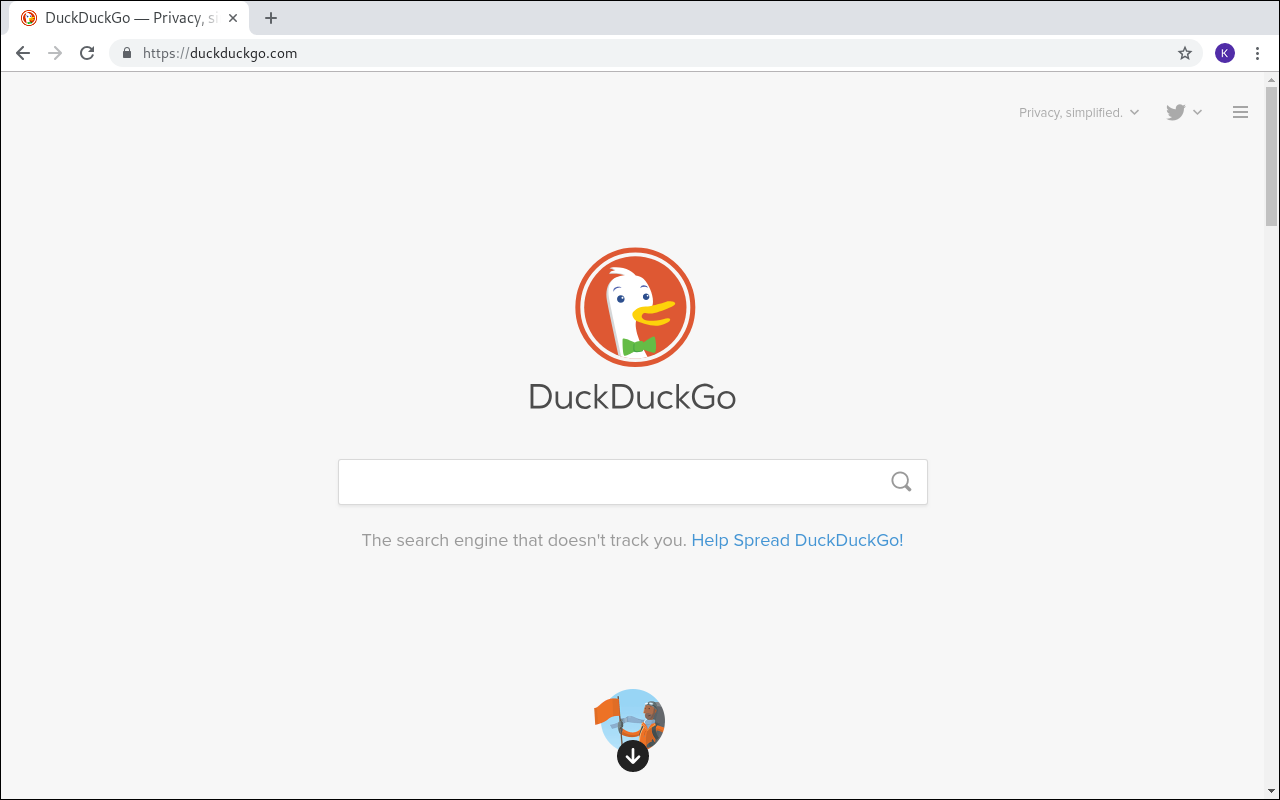 DuckDuckGo — Privacy, si
https://duckduckgo.com
K
Privacy, simplified.
DuckDuckGo
The search engine that doesn't track you. Help Spread DuckDuckGo!